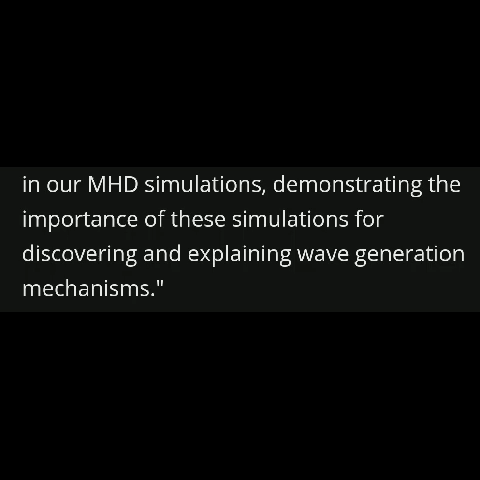 in our MHD simulations, demonstrating the
importance of these simulations for
discovering and explaining wave generation
mechanisms."